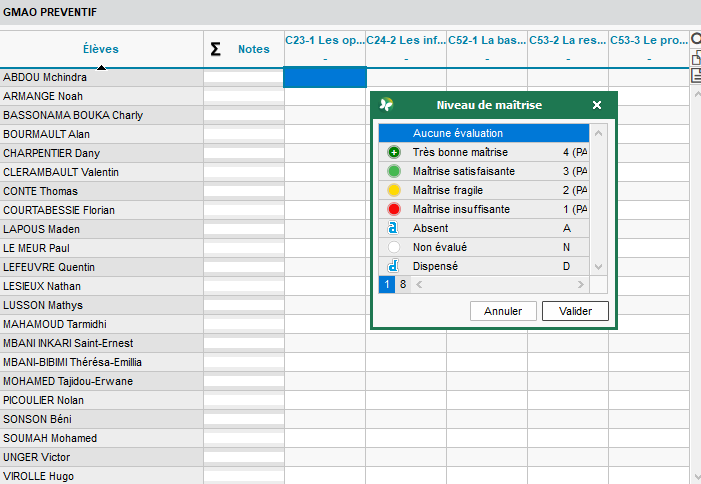 GMAO PREVENTIF
Élèves Σ Notes C23-1 Les op... C24-2 Les inf... C52-1 La bas... C53-2 La res... C53-3 Le pro...
- - - - -
ABDOU Mchindra
ARMANGE Noah
BASSONAMA BOUKA Charly
BOURMAULT Alan
CHARPENTIER Dany
CLERAMBAULT Valentin
CONTE Thomas
COURTABESSIE Florian
LAPOUS Maden
LE MEUR Paul
LEFEUVRE Quentin
LESIEUX Nathan
LUSSON Mathys
MAHAMOUD Tarmidhi
MBANI INKARI Saint-Ernest
MBANI-BIBIMI Thérésa-Emillia
MOHAMED Tajidou-Erwane
PICOULIER Nolan
SONSON Béni
SOUMAH Mohamed
UNGER Victor
VIROLLE Hugo
Niveau de maîtrise
Aucune évaluation
Très bonne maîtrise 4 (PA
Maîtrise satisfaisante 3 (PA
Maîtrise fragile 2 (PA
Maîtrise insuffisante 1 (PA
a Absent A
Non évalué N
d Dispensé D
1 8
Annuler Valider